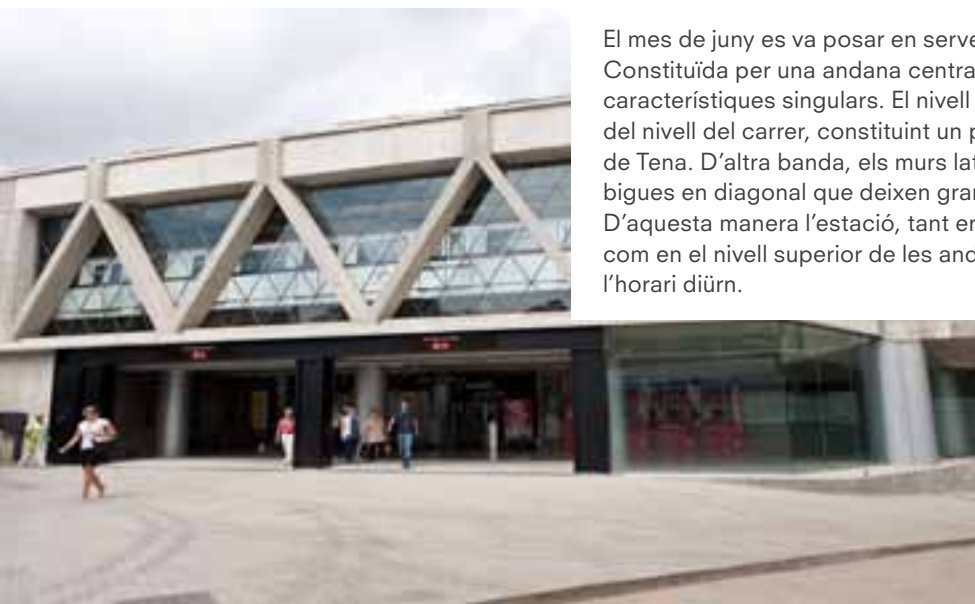 El mes de juny es va posar en serve
Constituïda per una andana centra
característiques singulars. El nivell
del nivell del carrer, constituint un p
de Tena. D’altra banda, els murs lat
bigues en diagonal que deixen gran
D’aquesta manera l’estació, tant en
com en el nivell superior de les and
l’horari diürn.